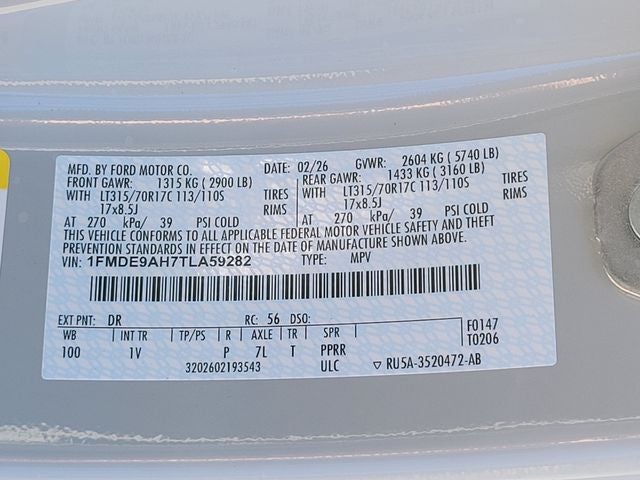 MFD. BY FORD MOTOR CO. DATE: 02/26 GVWR: 2604 KG ( 5740 LB)
FRONT GAWR: 1315 KG ( 2900 LB) REAR GAWR: 1433 KG ( 3160 LB)
WITH LT315/70R17C 113/110S TIRES WITH LT315/70R17C 113/110S TIRES
17x8.5J RIMS 17x8.5J RIMS
AT 270 kPa/ 39 PSI COLD AT 270 kPa/ 39 PSI COLD
THIS VEHICLE CONFORMS TO ALL APPLICABLE FEDERAL MOTOR VEHICLE SAFETY AND THEFT
PREVENTION STANDARDS IN EFFECT ON THE DATE OF MANUFACTURE SHOWN ABOVE.
VIN: 1FMDE9AH7TLA59282 TYPE: MPV
EXT PNT: DR RC: 56 DSO: F0147
WB INT TR TP/PS R AXLE TR SPR T0206
100 1V P 7L T PPRR
3202602193543 ULC ▽ RU5A-3520472-AB